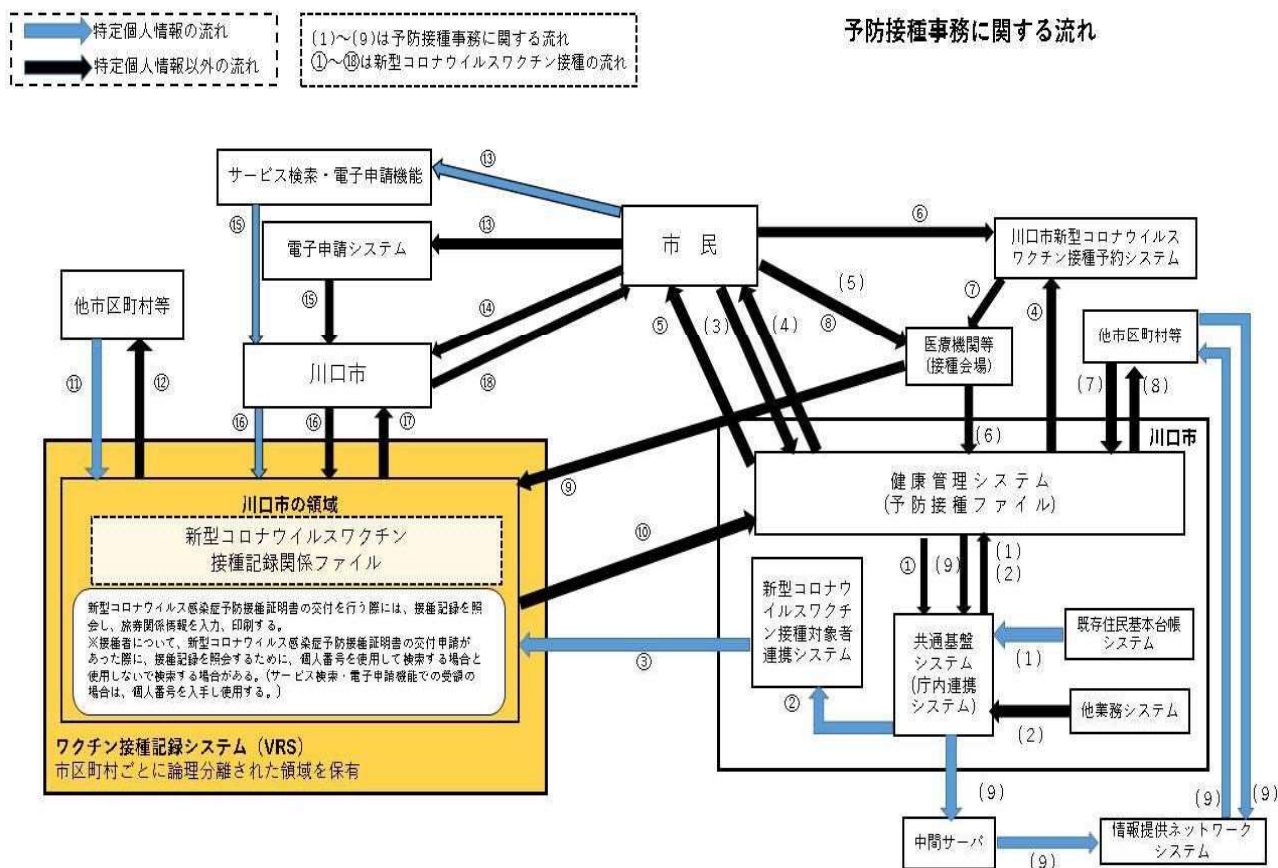 特定個人情報の流れ
特定個人情報以外の流れ
(1)～(9)は予防接種事務に関する流れ
①～⑱は新型コロナウイルスワクチン接種の流れ
予防接種事務に関する流れ
サービス検索・電子申請機能
⑬
⑮
電子申請システム
⑬
⑮
市　民
⑥
川口市新型コロナウイルス
ワクチン接種予約システム
他市区町村等
⑪
⑫
川口市
⑭
⑱
⑯
⑯
⑰
⑤
(3)
(4)
(5)
⑧
⑦
④
医療機関等
(接種会場)
(6)
他市区町村等
(7)
(8)
川口市
健康管理システム
(予防接種ファイル)
⑨
⑩
川口市の領域
新型コロナウイルスワクチン
接種記録関係ファイル
新型コロナウイルス感染症予防接種証明書の交付を行う際には、接種記録を照
会し、旅券関係情報を入力、印刷する。
※接種者について、新型コロナウイルス感染症予防接種証明書の交付申請が
あった際に、接種記録を照会するために、個人番号を使用して検索する場合と
使用しないで検索する場合がある。(サービス検索・電子申請機能での受領の
場合は、個人番号を入手し使用する。)
ワクチン接種記録システム（VRS）
市区町村ごとに論理分離された領域を保有
③
新型コロナウ
イルスワクチ
ン接種対象者
連携システム
②
①
(9)
(1)
(2)
共通基盤
システム
(庁内連携
システム)
既存住民基本台帳
システム
(1)
他業務システム
(2)
(9)
中間サーバ
(9)
情報提供ネットワーク
システム
(9)
(9)